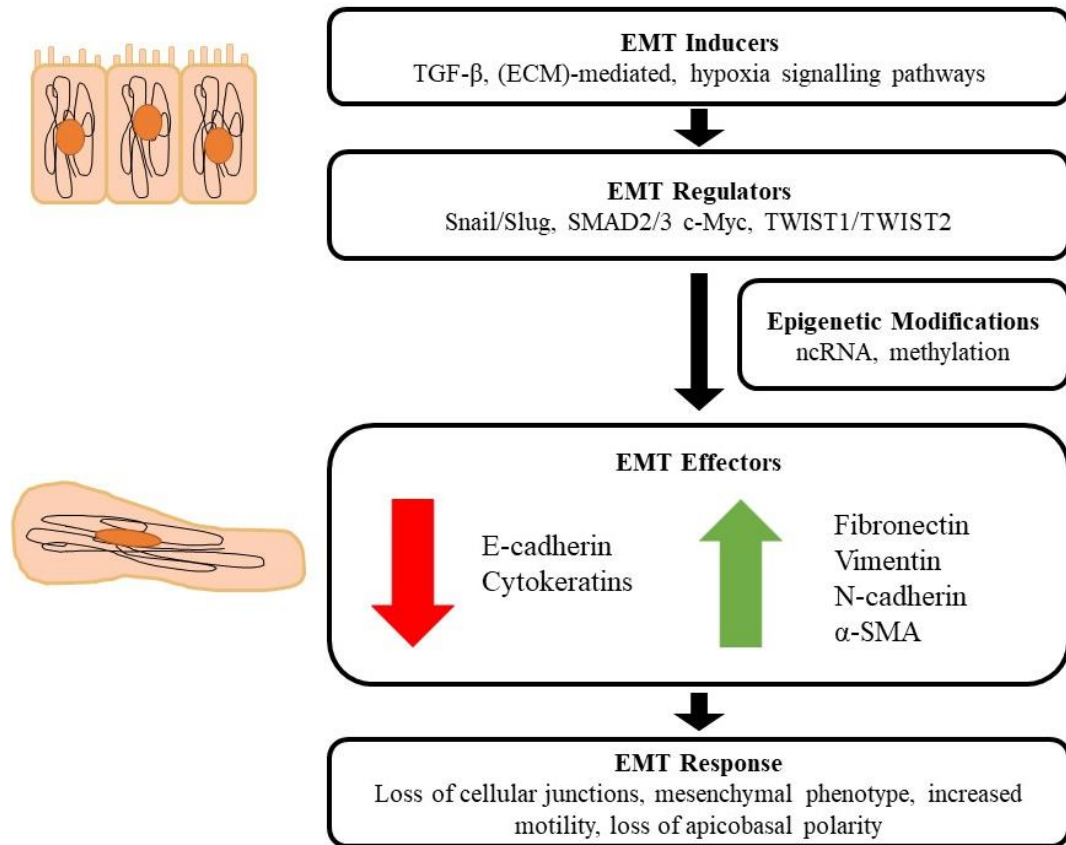 EMT Inducers
TGF-β, (ECM)-mediated, hypoxia signalling pathways
EMT Regulators
Snail/Slug, SMAD2/3 c-Myc, TWIST1/TWIST2
Epigenetic Modifications
ncRNA, methylation
EMT Effectors
E-cadherin
Cytokeratins
Fibronectin
Vimentin
N-cadherin
α-SMA
EMT Response
Loss of cellular junctions, mesenchymal phenotype, increased
motility, loss of apicobasal polarity